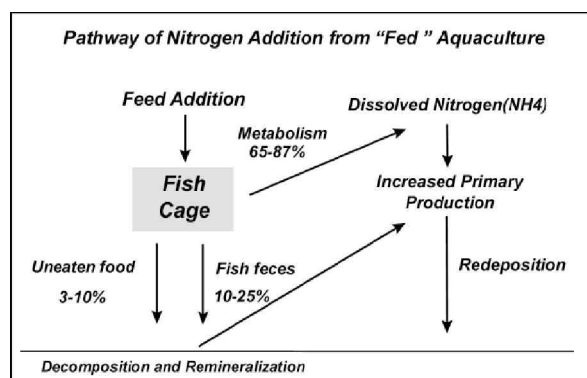 Pathway of Nitrogen Addition from “Fed ” Aquaculture
Feed Addition
Dissolved Nitrogen(NH4)
Metabolism
65-87%
Fish
Cage
Increased Primary
Production
Uneaten food
3-10%
Fish feces
10-25%
Redeposition
Decomposition and Remineralization